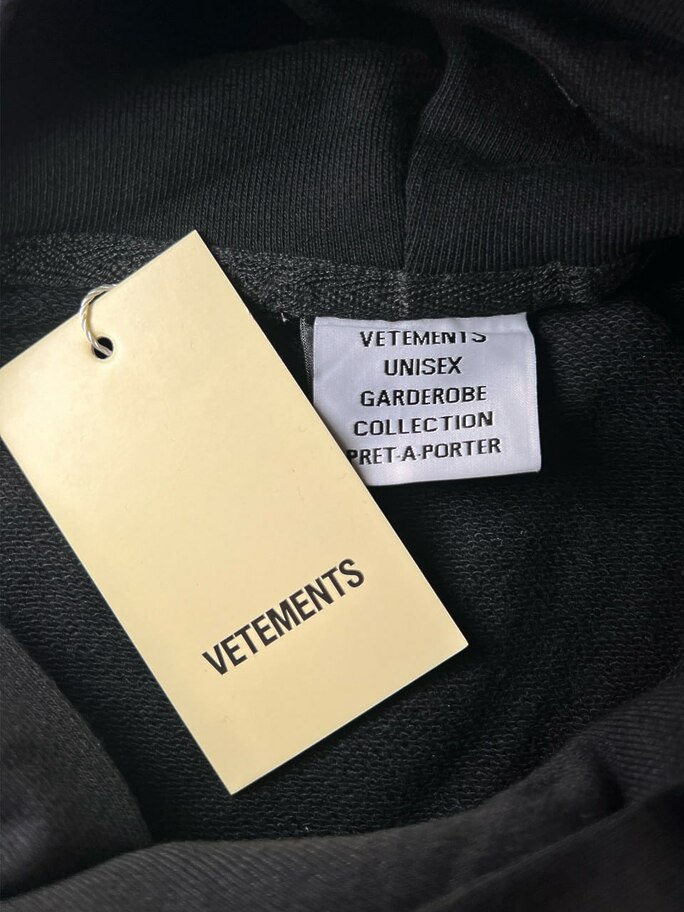 VETEMENTS
UNISEX
GARDEROBE
COLLECTION
PRET-A-PORTER
VETEMENTS